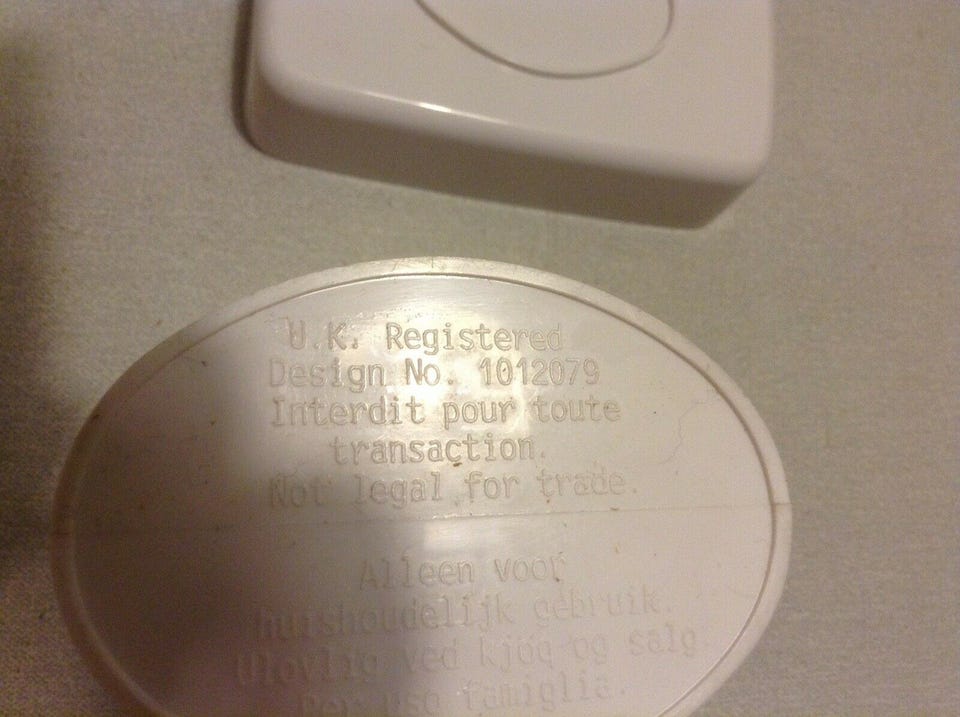 U.K. Registered
Design No. 1012079
Interdit pour toute
transaction.
Not legal for trade.
Alleen voor
huishoudelijk gebruik.
Ulovlig ved kjöq og salg
Per uso famiglia.